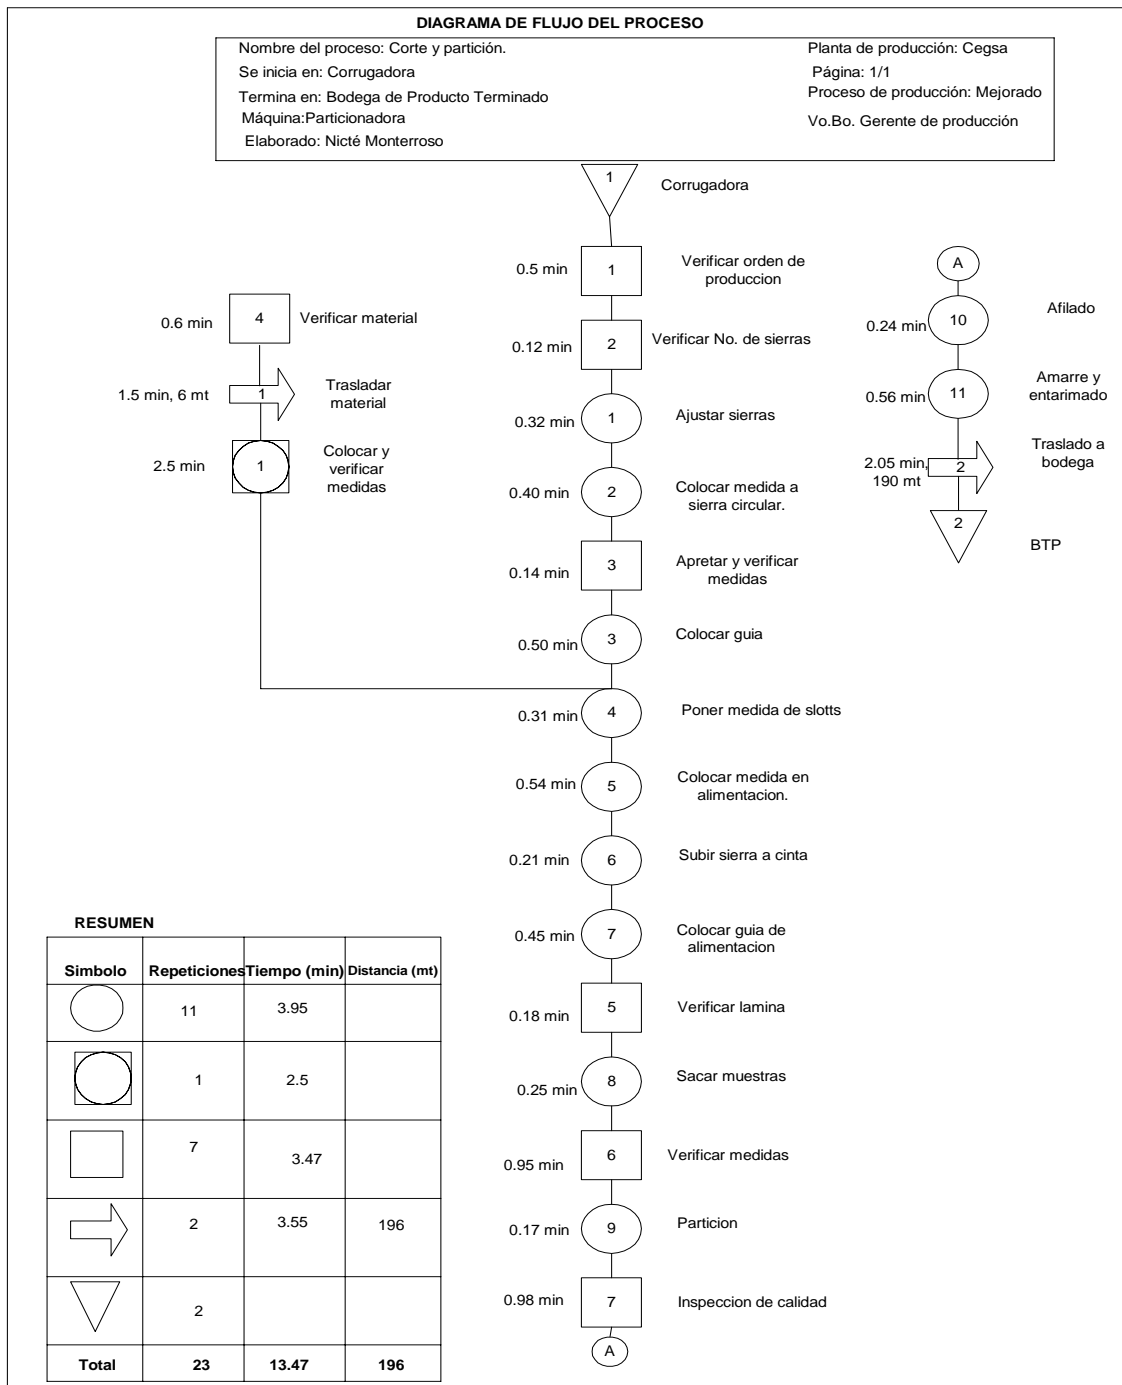 DIAGRAMA DE FLUJO DEL PROCESO
Nombre del proceso: Corte y partición.
Se inicia en: Corrugadora
Termina en: Bodega de Producto Terminado
Máquina:Particionadora
Elaborado: Nicté Monterroso
Planta de producción: Cegsa
Página: 1/1
Proceso de producción: Mejorado
Vo.Bo. Gerente de producción
1
Corrugadora
0.5 min
1
Verificar orden de
produccion
0.12 min
2
Verificar No. de sierras
0.32 min
1
Ajustar sierras
0.40 min
2
Colocar medida a
sierra circular.
0.14 min
3
Apretar y verificar
medidas
0.50 min
3
Colocar guia
0.6 min
4
Verificar material
1.5 min, 6 mt
1
Trasladar
material
2.5 min
1
Colocar y
verificar
medidas
0.31 min
4
Poner medida de slotts
0.54 min
5
Colocar medida en
alimentacion.
0.21 min
6
Subir sierra a cinta
0.45 min
7
Colocar guia de
alimentacion
0.18 min
5
Verificar lamina
0.25 min
8
Sacar muestras
0.95 min
6
Verificar medidas
0.17 min
9
Particion
0.98 min
7
Inspeccion de calidad
A
A
0.24 min
10
Afilado
0.56 min
11
Amarre y
entarimado
2.05 min,
190 mt
2
Traslado a
bodega
2
BTP
RESUMEN
Simbolo Repeticiones Tiempo (min) Distancia (mt)
11 3.95
1 2.5
7 3.47
2 3.55 196
2
Total 23 13.47 196